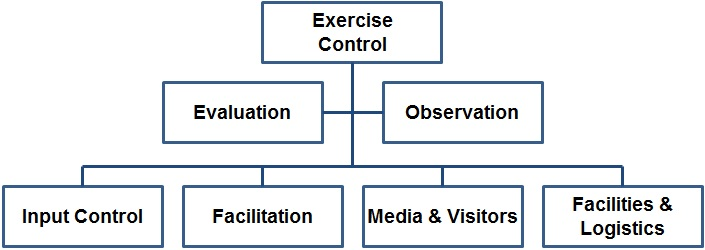 Exercise
Control
Evaluation
Observation
Input Control
Facilitation
Media & Visitors
Facilities &
Logistics